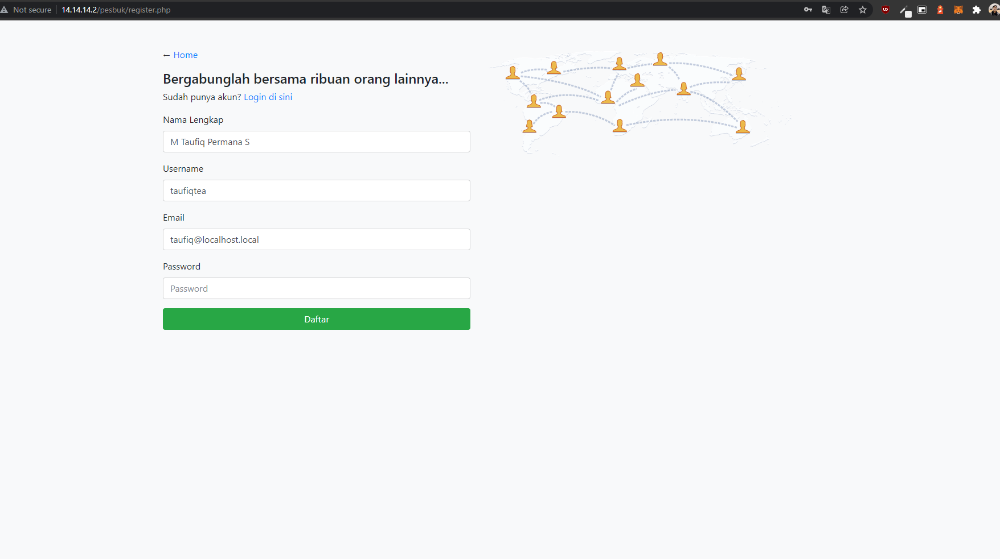 Not secure 14.14.14.2/pesbuk/register.php
← Home
Bergabunglah bersama ribuan orang lainnya...
Sudah punya akun? Login di sini
Nama Lengkap
M Taufiq Permana S
Username
taufiqtea
Email
taufiq@localhost.local
Password
Password
Daftar